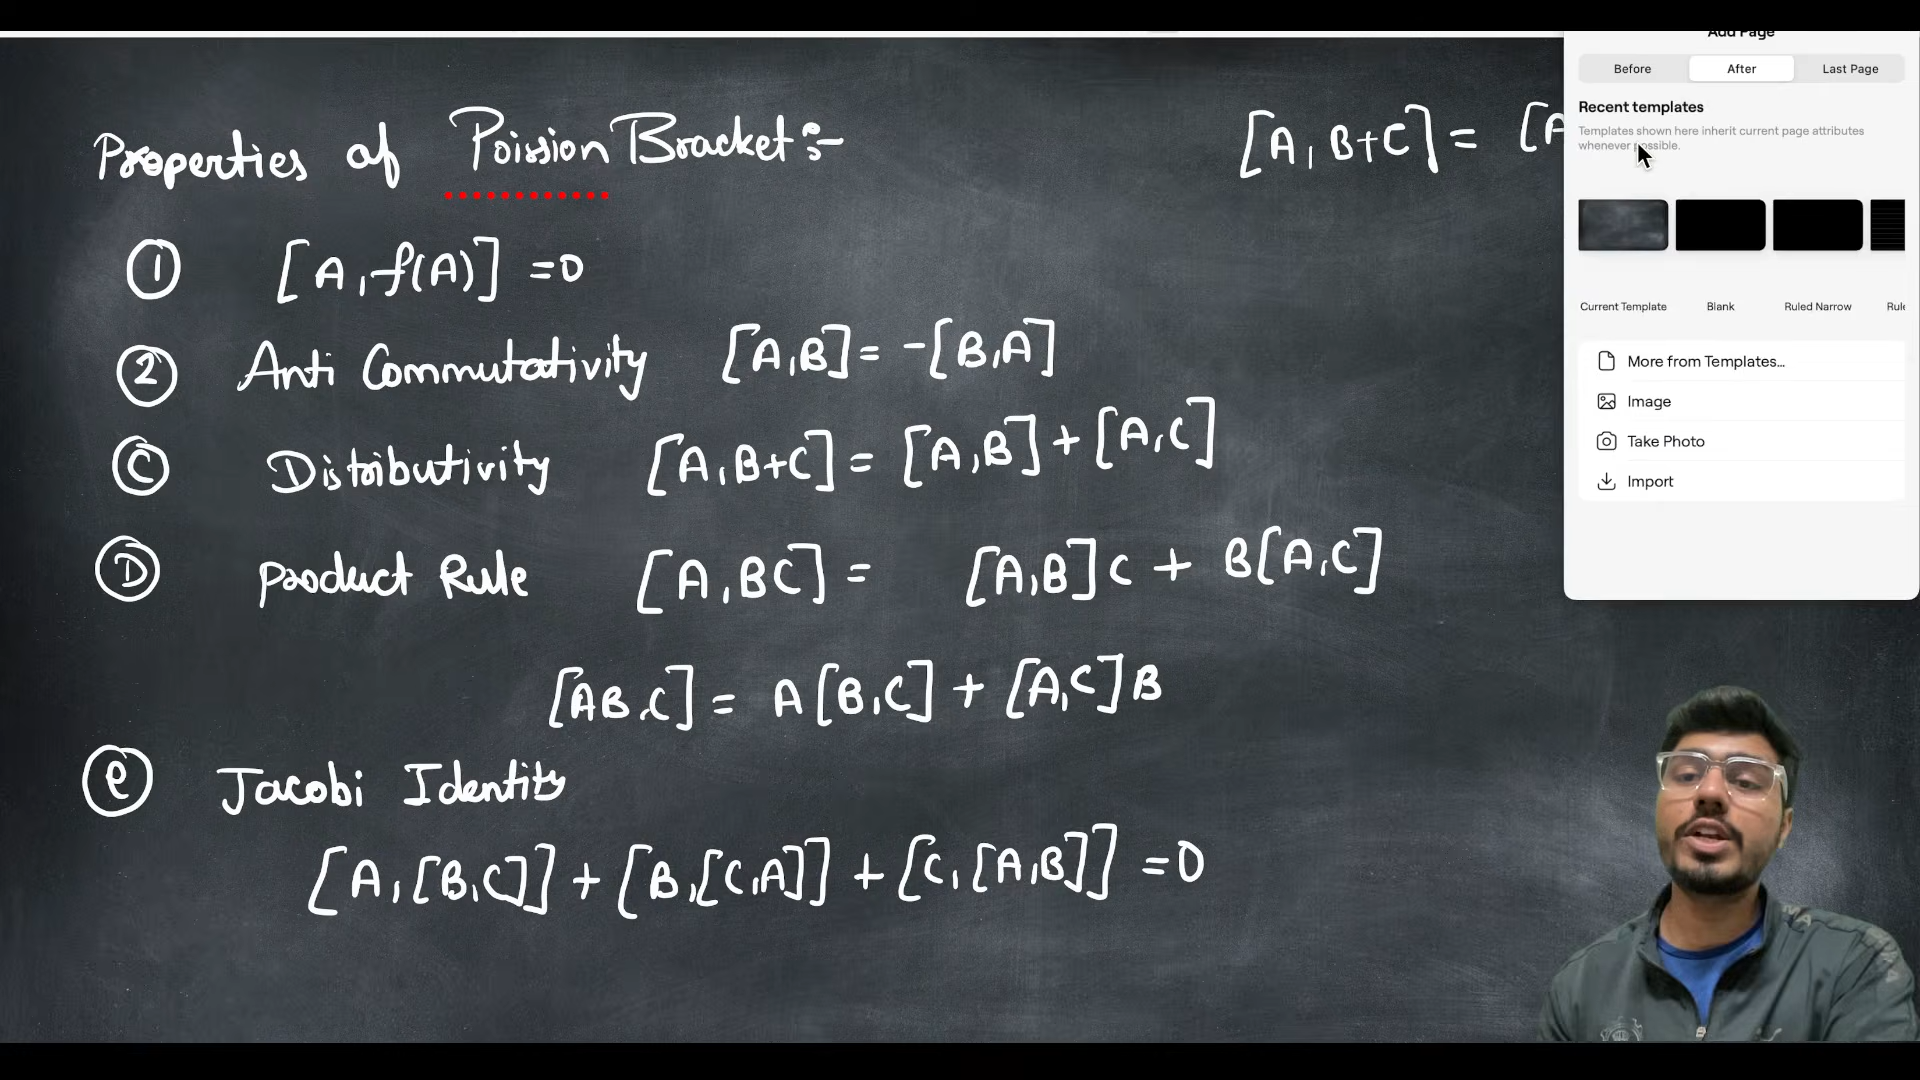 Properties of Poission Bracket:-
[A, B+C] = [A
① [A, f(A)] = 0
② Anti Commutativity [A,B] = -[B,A]
Ⓒ Distributivity [A, B+C] = [A,B] + [A,C]
Ⓓ Product Rule [A, BC] = [A,B]C + B[A,C]
[AB,C] = A[B,C] + [A,C]B
ⓔ Jacobi Identity
[A,[B,C]] + [B,[C,A]] + [C,[A,B]] = 0
Add Page
Before After Last Page
Recent templates
Templates shown here inherit current page attributes
whenever possible.
Current Template Blank Ruled Narrow Rule
More from Templates...
Image
Take Photo
Import